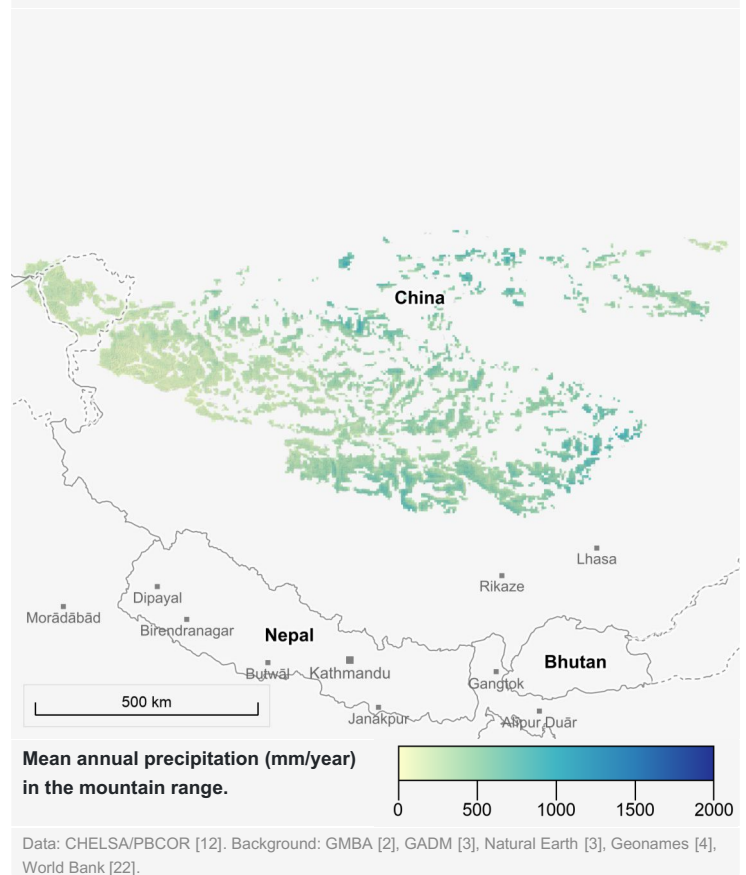 China
Lhasa
Rikaze
Dipayal
Morādābād
Birendranagar
Nepal
Bhutan
Butwāl
Kathmandu
Gangtok
500 km
Janakpur
Alīpur Duār
Mean annual precipitation (mm/year)
in the mountain range.
0 500 1000 1500 2000
Data: CHELSA/PBCOR [12]. Background: GMBA [2], GADM [3], Natural Earth [3], Geonames [4],
World Bank [22].